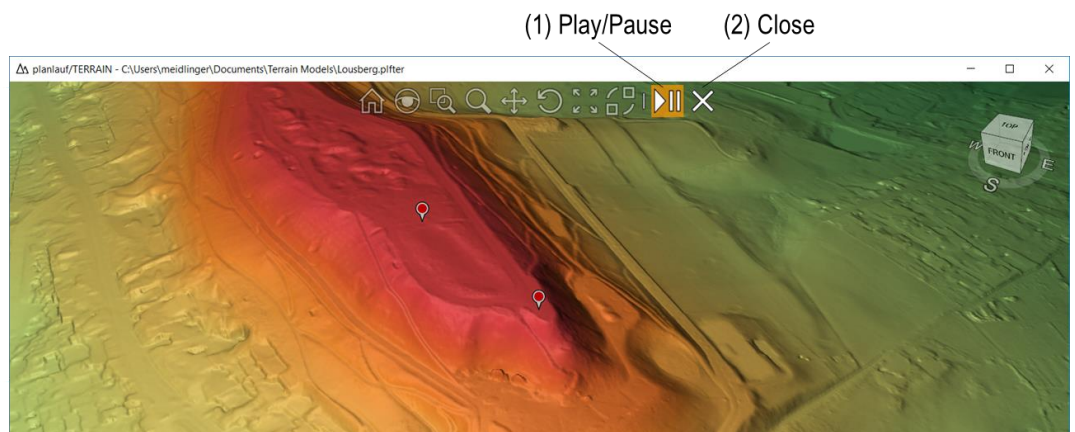 (1) Play/Pause (2) Close
planlauf/TERRAIN - C:\Users\meidlinger\Documents\Terrain Models\Lousberg.plfter
TOP
W FRONT E
S